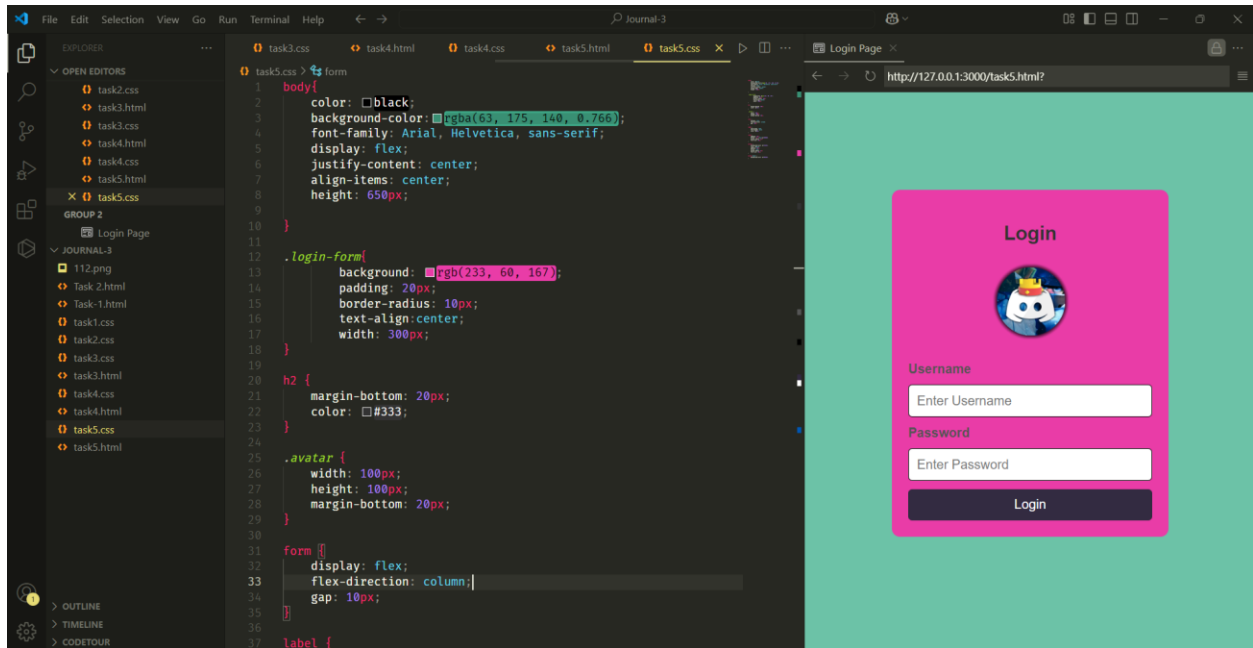 File Edit Selection View Go Run Terminal Help
Journal-3
EXPLORER
OPEN EDITORS
task2.css
task3.html
task3.css
task4.html
task4.css
task5.html
task5.css
GROUP 2
Login Page
JOURNAL-3
112.png
Task 2.html
Task-1.html
task1.css
task2.css
task3.css
task3.html
task4.css
task4.html
task5.css
task5.html
1
OUTLINE
TIMELINE
CODETOUR
task3.css task4.html task4.css task5.html task5.css
task5.css > form
1 body{
2 color: black;
3 background-color: rgba(63, 175, 140, 0.766);
4 font-family: Arial, Helvetica, sans-serif;
5 display: flex;
6 justify-content: center;
7 align-items: center;
8 height: 650px;
9
10 }
11
12 .login-form{
13 background: rgb(233, 60, 167);
14 padding: 20px;
15 border-radius: 10px;
16 text-align:center;
17 width: 300px;
18 }
19
20 h2 {
21 margin-bottom: 20px;
22 color: #333;
23 }
24
25 .avatar {
26 width: 100px;
27 height: 100px;
28 margin-bottom: 20px;
29 }
30
31 form {
32 display: flex;
33 flex-direction: column;
34 gap: 10px;
35 }
36
37 label {
Login Page
http://127.0.0.1:3000/task5.html?
Login
Username
Enter Username
Password
Enter Password
Login